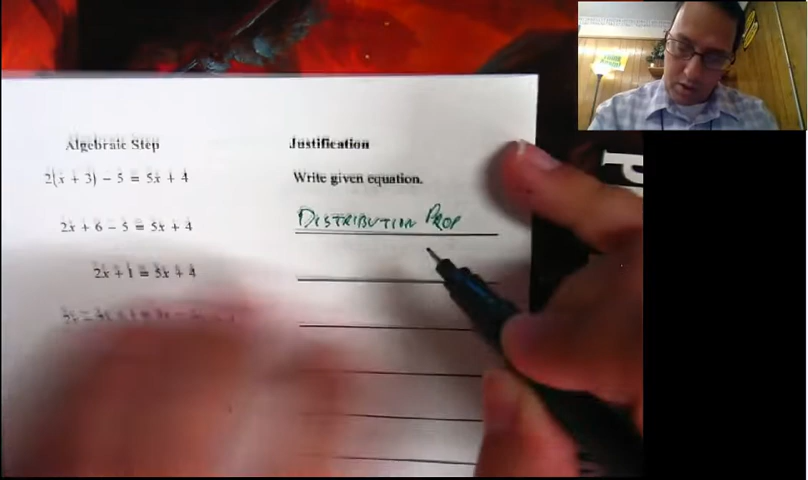 Algebraic Step Justification
2(x + 3) − 5 = 5x + 4 Write given equation.
2x + 6 − 5 = 5x + 4 DISTRIBUTION PROP
2x + 1 = 5x + 4